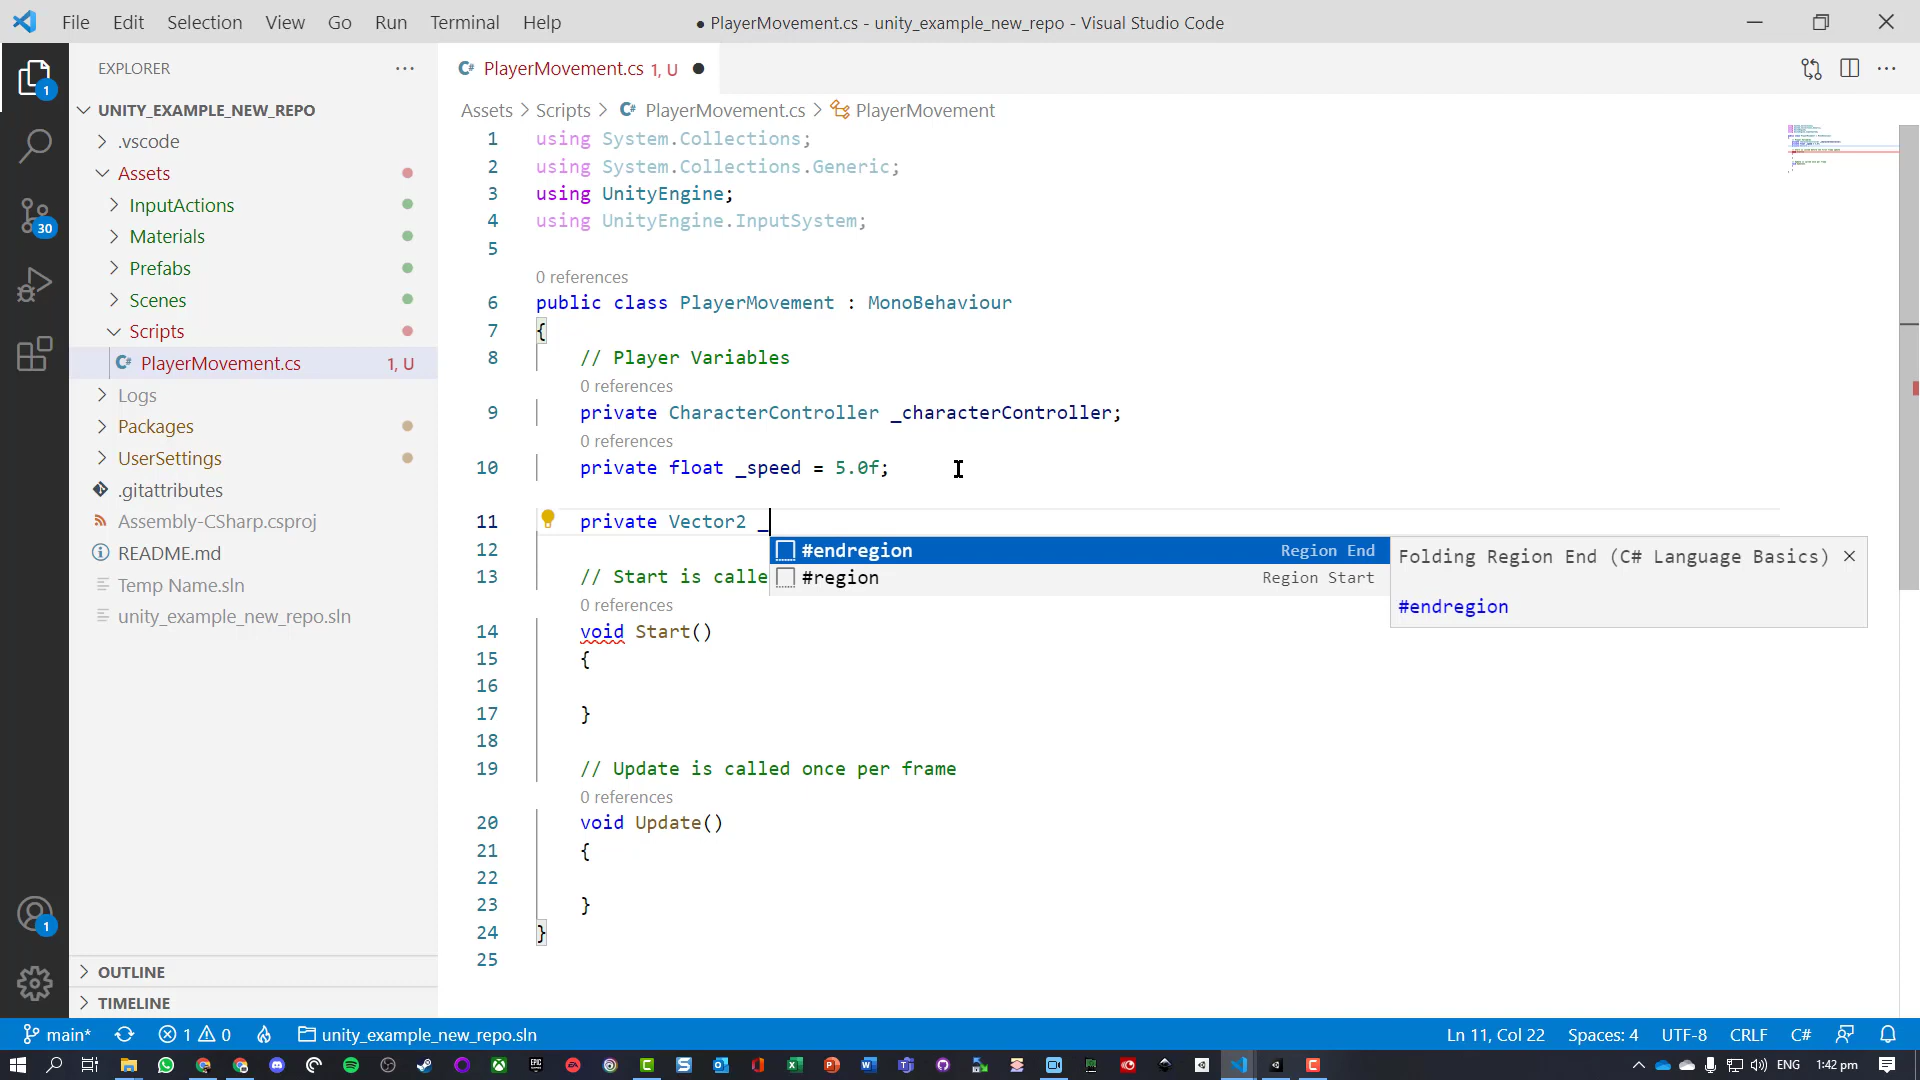 File Edit Selection View Go Run Terminal Help
● PlayerMovement.cs - unity_example_new_repo - Visual Studio Code
EXPLORER
UNITY_EXAMPLE_NEW_REPO
.vscode
Assets
InputActions
Materials
Prefabs
Scenes
Scripts
PlayerMovement.cs 1, U
Logs
Packages
UserSettings
.gitattributes
Assembly-CSharp.csproj
README.md
Temp Name.sln
unity_example_new_repo.sln
OUTLINE
TIMELINE
1
30
1
PlayerMovement.cs 1, U
Assets > Scripts > PlayerMovement.cs > PlayerMovement
1 using System.Collections;
2 using System.Collections.Generic;
3 using UnityEngine;
4 using UnityEngine.InputSystem;
5
0 references
6 public class PlayerMovement : MonoBehaviour
7 {
8 // Player Variables
0 references
9 private CharacterController _characterController;
0 references
10 private float _speed = 5.0f;
11 private Vector2 _
12
#endregion Region End
#region Region Start
Folding Region End (C# Language Basics)
#endregion
13 // Start is calle
0 references
14 void Start()
15 {
16
17 }
18
19 // Update is called once per frame
0 references
20 void Update()
21 {
22
23 }
24 }
25
main* 1 0 unity_example_new_repo.sln
Ln 11, Col 22 Spaces: 4 UTF-8 CRLF C#
ENG 1:42 pm